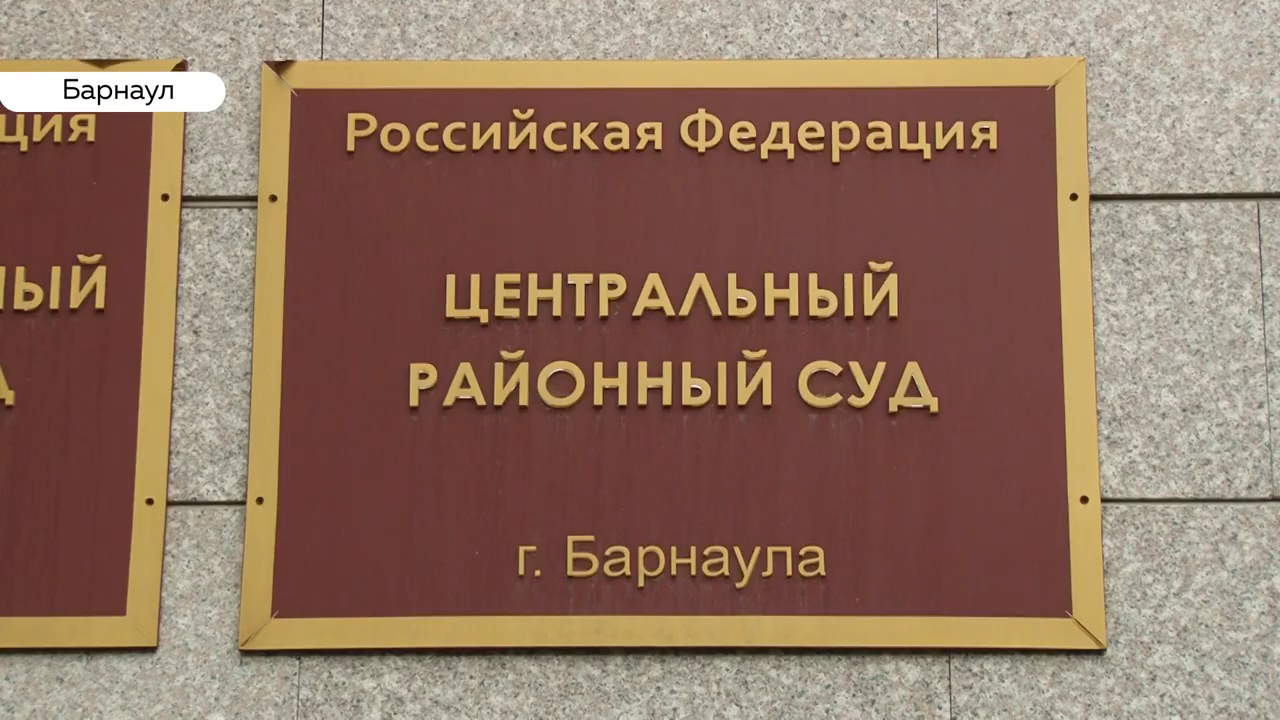 Барнаул
Российская Федерация
ЦЕНТРАЛЬНЫЙ
РАЙОННЫЙ СУД
г. Барнаула